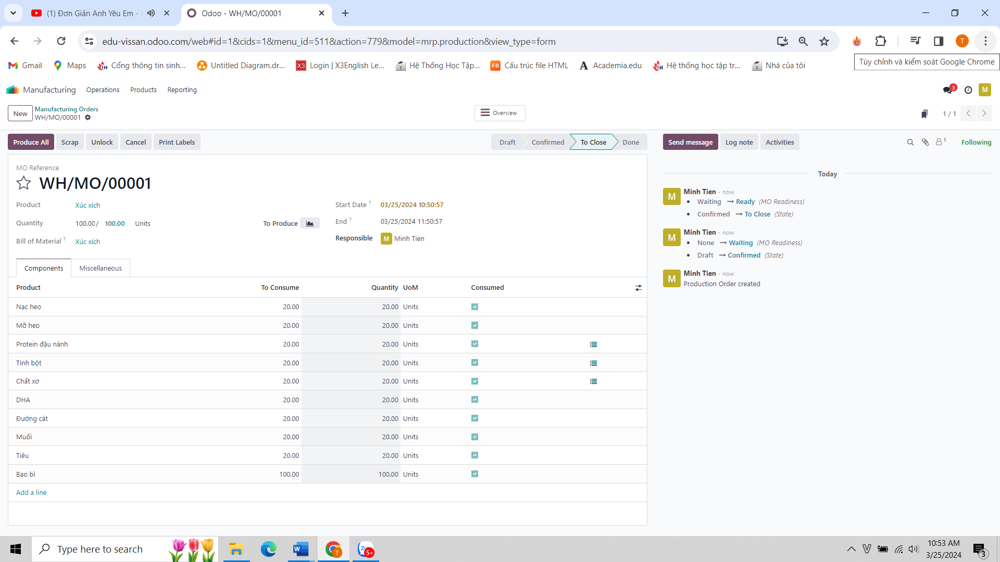 (1) Đơn Giản Anh Yêu Em -
Odoo - WH/MO/00001
edu-vissan.odoo.com/web#id=1&cids=1&menu_id=511&action=779&model=mrp.production&view_type=form
T
Gmail
Maps
Cổng thông tin sinh...
Untitled Diagram.dr...
X3
Login | X3English Le...
Hệ Thống Học Tập...
F8
Cấu trúc file HTML
A
Academia.edu
Hệ thống học tập tr...
Nhà của tôi
Tùy chỉnh và kiểm soát Google Chrome
Manufacturing
Operations
Products
Reporting
3
M
New
Manufacturing Orders
WH/MO/00001
Overview
1 / 1
Produce All
Scrap
Unlock
Cancel
Print Labels
Draft
Confirmed
To Close
Done
Send message
Log note
Activities
1
Following
MO Reference
WH/MO/00001
Product
Xúc xích
Quantity
100.00/ 100.00 Units
To Produce
Bill of Material ?
Xúc xích
Start Date ?
03/25/2024 10:50:57
End ?
03/25/2024 11:50:57
Responsible
M Minh Tien
Components
Miscellaneous
Product To Consume Quantity UoM Consumed
Nạc heo 20.00 20.00 Units
Mỡ heo 20.00 20.00 Units
Protein đậu nành 20.00 20.00 Units
Tinh bột 20.00 20.00 Units
Chất xơ 20.00 20.00 Units
DHA 20.00 20.00 Units
Đường cát 20.00 20.00 Units
Muối 20.00 20.00 Units
Tiêu 20.00 20.00 Units
Bao bì 100.00 100.00 Units
Add a line
Today
M
Minh Tien - now
Waiting → Ready (MO Readiness)
Confirmed → To Close (State)
M
Minh Tien - now
None → Waiting (MO Readiness)
Draft → Confirmed (State)
M
Minh Tien - now
Production Order created
Type here to search
W
T
5+
V
10:53 AM
3/25/2024
3